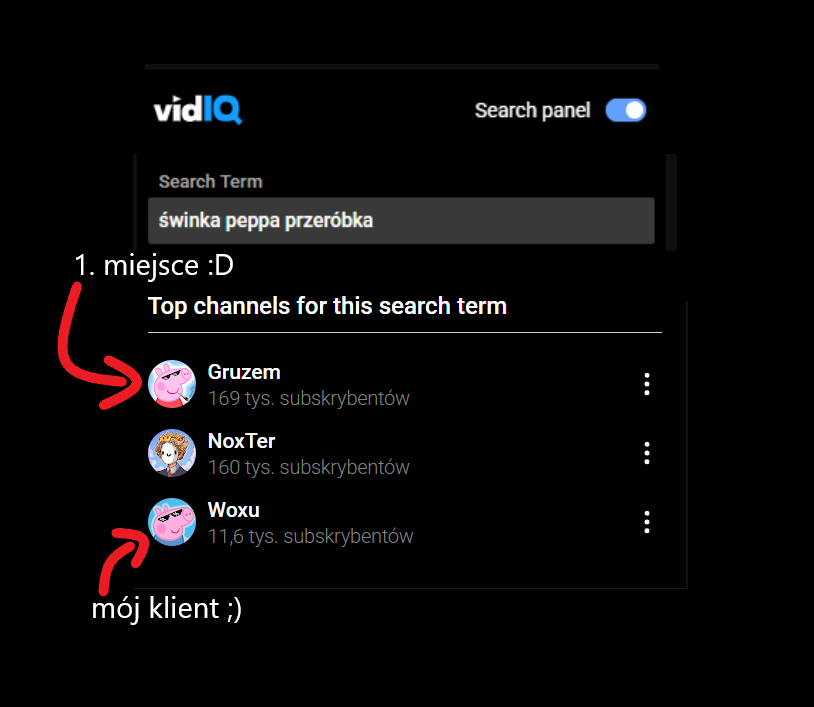 vidIQ
Search panel
Search Term
świnka peppa przeróbka
1. miejsce :D
Top channels for this search term
Gruzem
169 tys. subskrybentów
NoxTer
160 tys. subskrybentów
Woxu
11,6 tys. subskrybentów
mój klient ;)